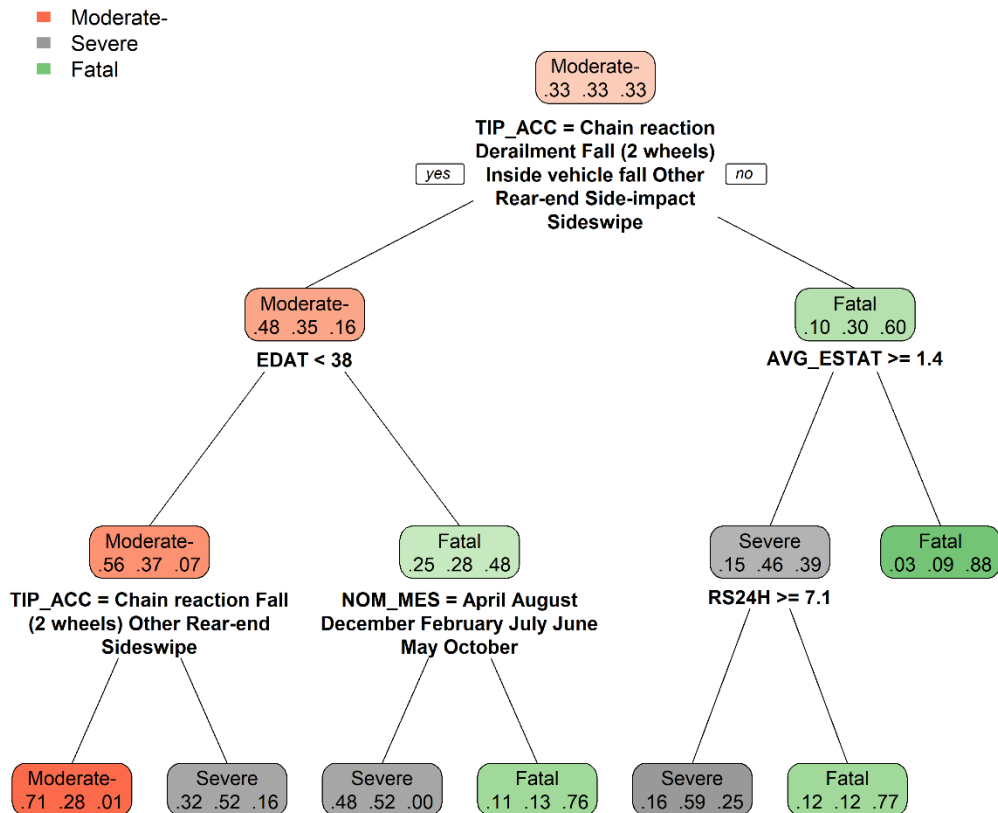 Moderate-
Severe
Fatal
Moderate-
.33 .33 .33
TIP_ACC = Chain reaction
Derailment Fall (2 wheels)
yes
Inside vehicle fall Other
no
Rear-end Side-impact
Sideswipe
Moderate-
.48 .35 .16
EDAT < 38
Fatal
.10 .30 .60
AVG_ESTAT >= 1.4
Moderate-
.56 .37 .07
TIP_ACC = Chain reaction Fall
(2 wheels) Other Rear-end
Sideswipe
Fatal
.25 .28 .48
NOM_MES = April August
December February July June
May October
Severe
.15 .46 .39
RS24H >= 7.1
Fatal
.03 .09 .88
Moderate-
.71 .28 .01
Severe
.32 .52 .16
Severe
.48 .52 .00
Fatal
.11 .13 .76
Severe
.16 .59 .25
Fatal
.12 .12 .77